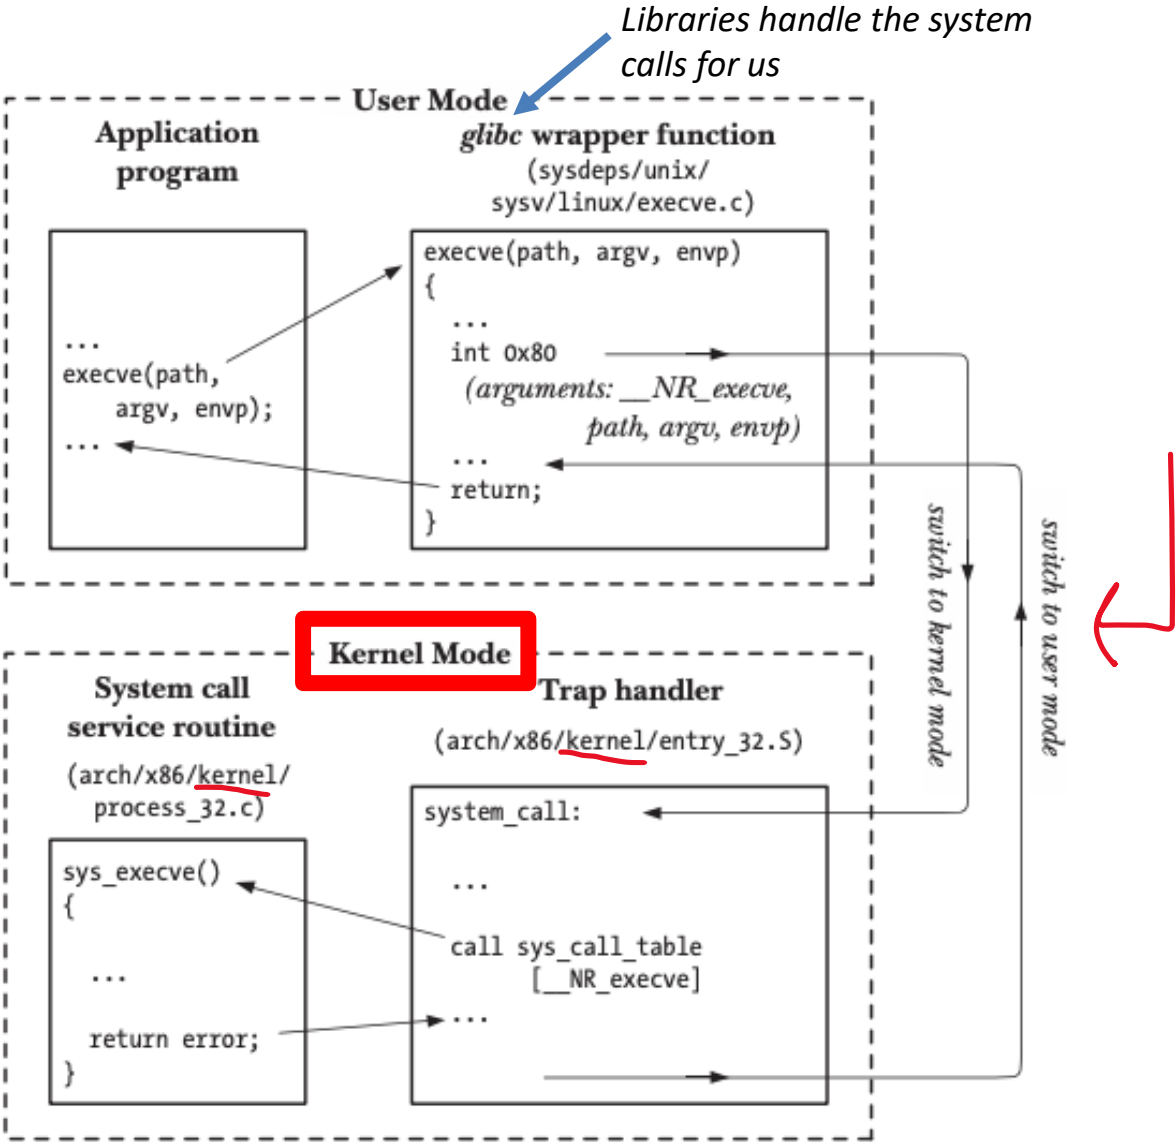 Libraries handle the system
calls for us
User Mode
Application
program
glibc wrapper function
(sysdeps/unix/
sysv/linux/execve.c)
...
execve(path,
argv, envp);
...
execve(path, argv, envp)
{
...
int 0x80
(arguments: __NR_execve,
path, argv, envp)
...
return;
}
switch to kernel mode
switch to user mode
Kernel Mode
System call
service routine
(arch/x86/kernel/
process_32.c)
Trap handler
(arch/x86/kernel/entry_32.S)
sys_execve()
{
...
return error;
}
system_call:
...
call sys_call_table
[__NR_execve]
...